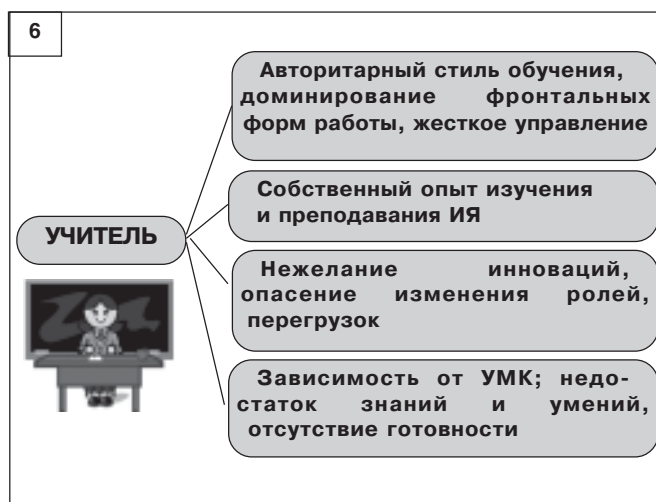 6
Авторитарный стиль обучения,
доминирование фронтальных
форм работы, жесткое управление
Собственный опыт изучения
и преподавания ИЯ
УЧИТЕЛЬ
Нежелание инноваций,
опасение изменения ролей,
перегрузок
Зависимость от УМК; недо-
статок знаний и умений,
отсутствие готовности